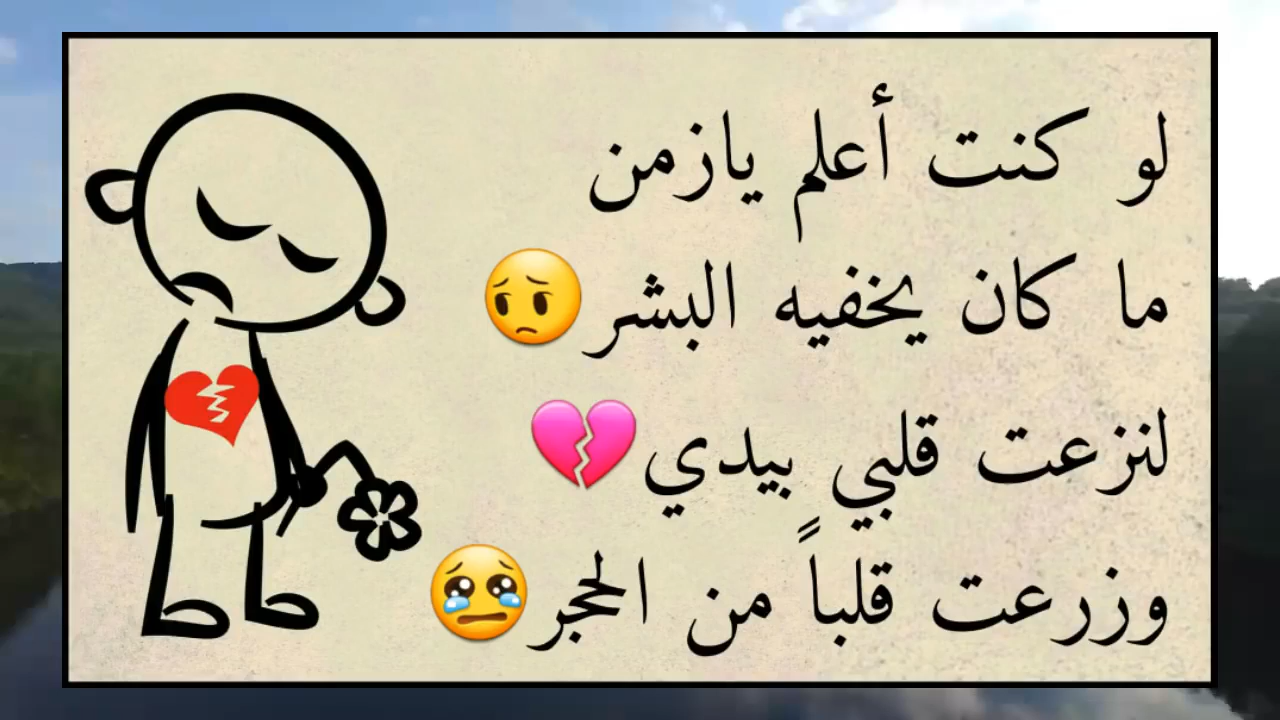 لو كنت أعلم يازمن
ما كان يخفيه البشر😔
لنزعت قلبي بيدي💔
وزرعت قلباً من الحجر😢